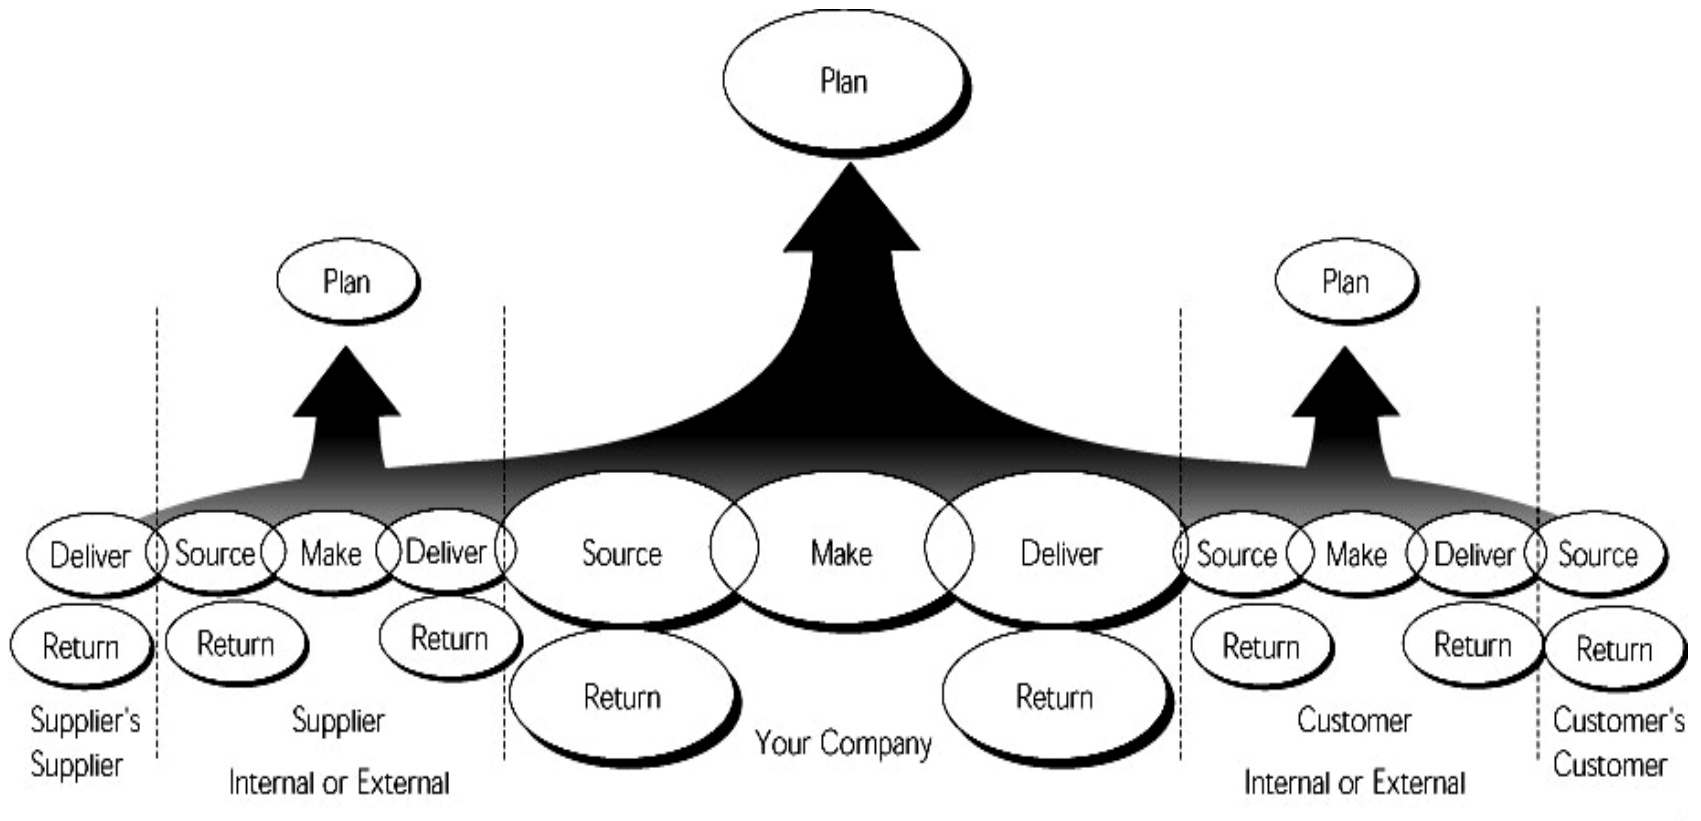 Plan
Plan
Plan
Deliver
Source
Make
Deliver
Source
Make
Deliver
Source
Make
Deliver
Source
Return
Return
Return
Return
Return
Return
Return
Return
Supplier's
Supplier
Supplier
Internal or External
Your Company
Customer
Internal or External
Customer's
Customer